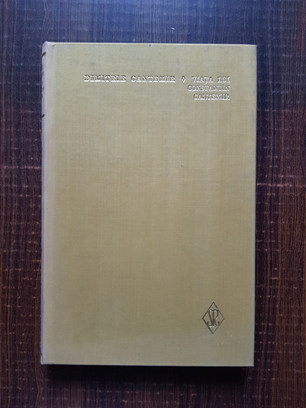 DIMITRIE CANTEMIR ◊ VIAȚA LUI
CONSTANTIN
CANTEMIR